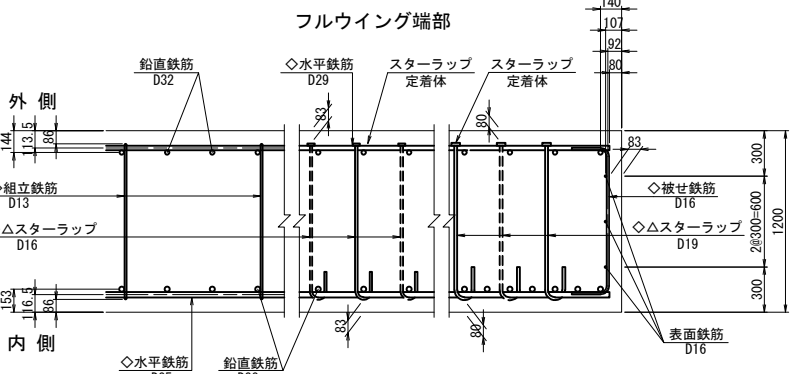 フルウイング端部
140
107
92
80
鉛直鉄筋
D32
◇水平鉄筋
D29
スターラップ
定着体
スターラップ
定着体
外 側
144
113.5
86
83
80
83
300
組立鉄筋
D13
◇被せ鉄筋
D16
△スターラップ
D16
◇△スターラップ
D19
2@300=600
1200
300
153
116.5
86
83
80
内 側
◇水平鉄筋
鉛直鉄筋
表面鉄筋
D16